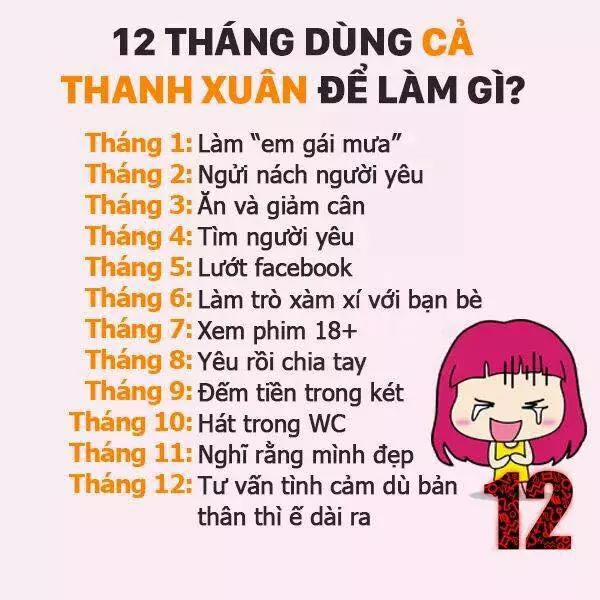 12 THÁNG DÙNG CẢ
THANH XUÂN ĐỂ LÀM GÌ?
Tháng 1: Làm “em gái mưa”
Tháng 2: Ngửi nách người yêu
Tháng 3: Ăn và giảm cân
Tháng 4: Tìm người yêu
Tháng 5: Lướt facebook
Tháng 6: Làm trò xàm xí với bạn bè
Tháng 7: Xem phim 18+
Tháng 8: Yêu rồi chia tay
Tháng 9: Đếm tiền trong két
Tháng 10: Hát trong WC
Tháng 11: Nghĩ rằng mình đẹp
Tháng 12: Tư vấn tình cảm dù bản
thân thì ế dài ra
12